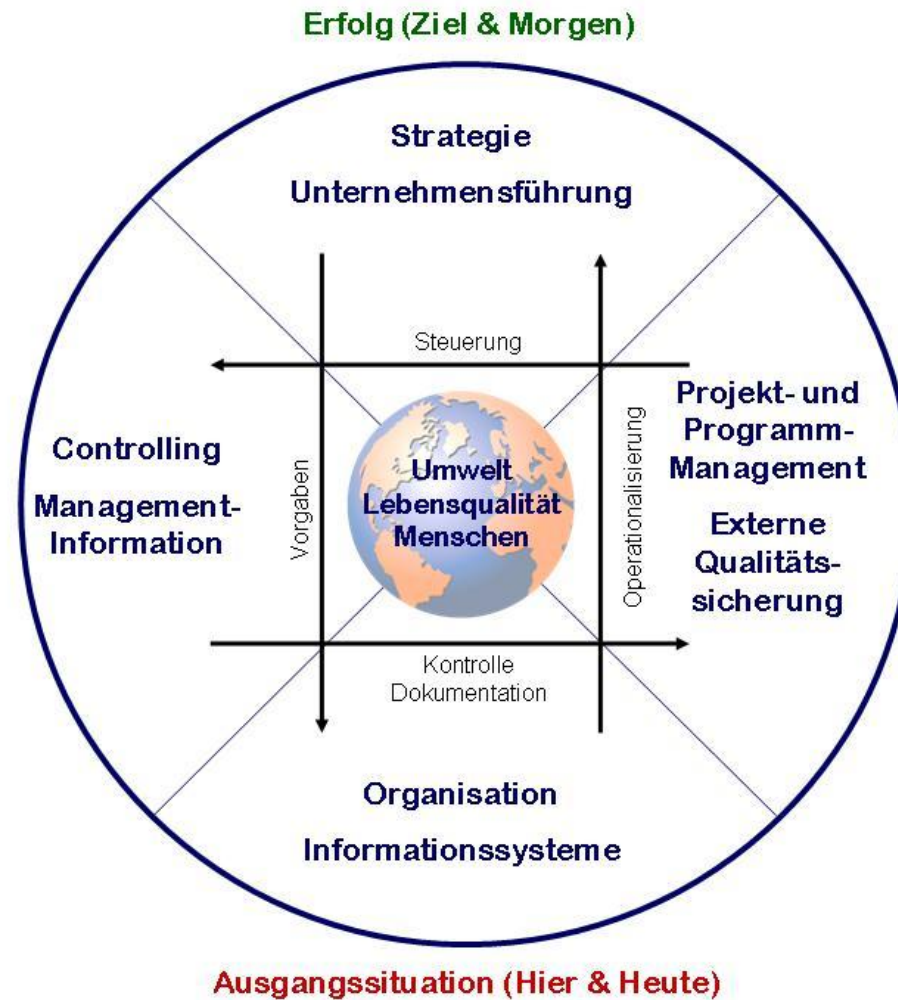 Erfolg (Ziel & Morgen)
Strategie
Unternehmensführung
Steuerung
Controlling
Management-
Information
Vorgaben
Umwelt
Lebensqualität
Menschen
Operationalisierung
Projekt- und
Programm-
Management
Externe
Qualitäts-
sicherung
Kontrolle
Dokumentation
Organisation
Informationssysteme
Ausgangssituation (Hier & Heute)